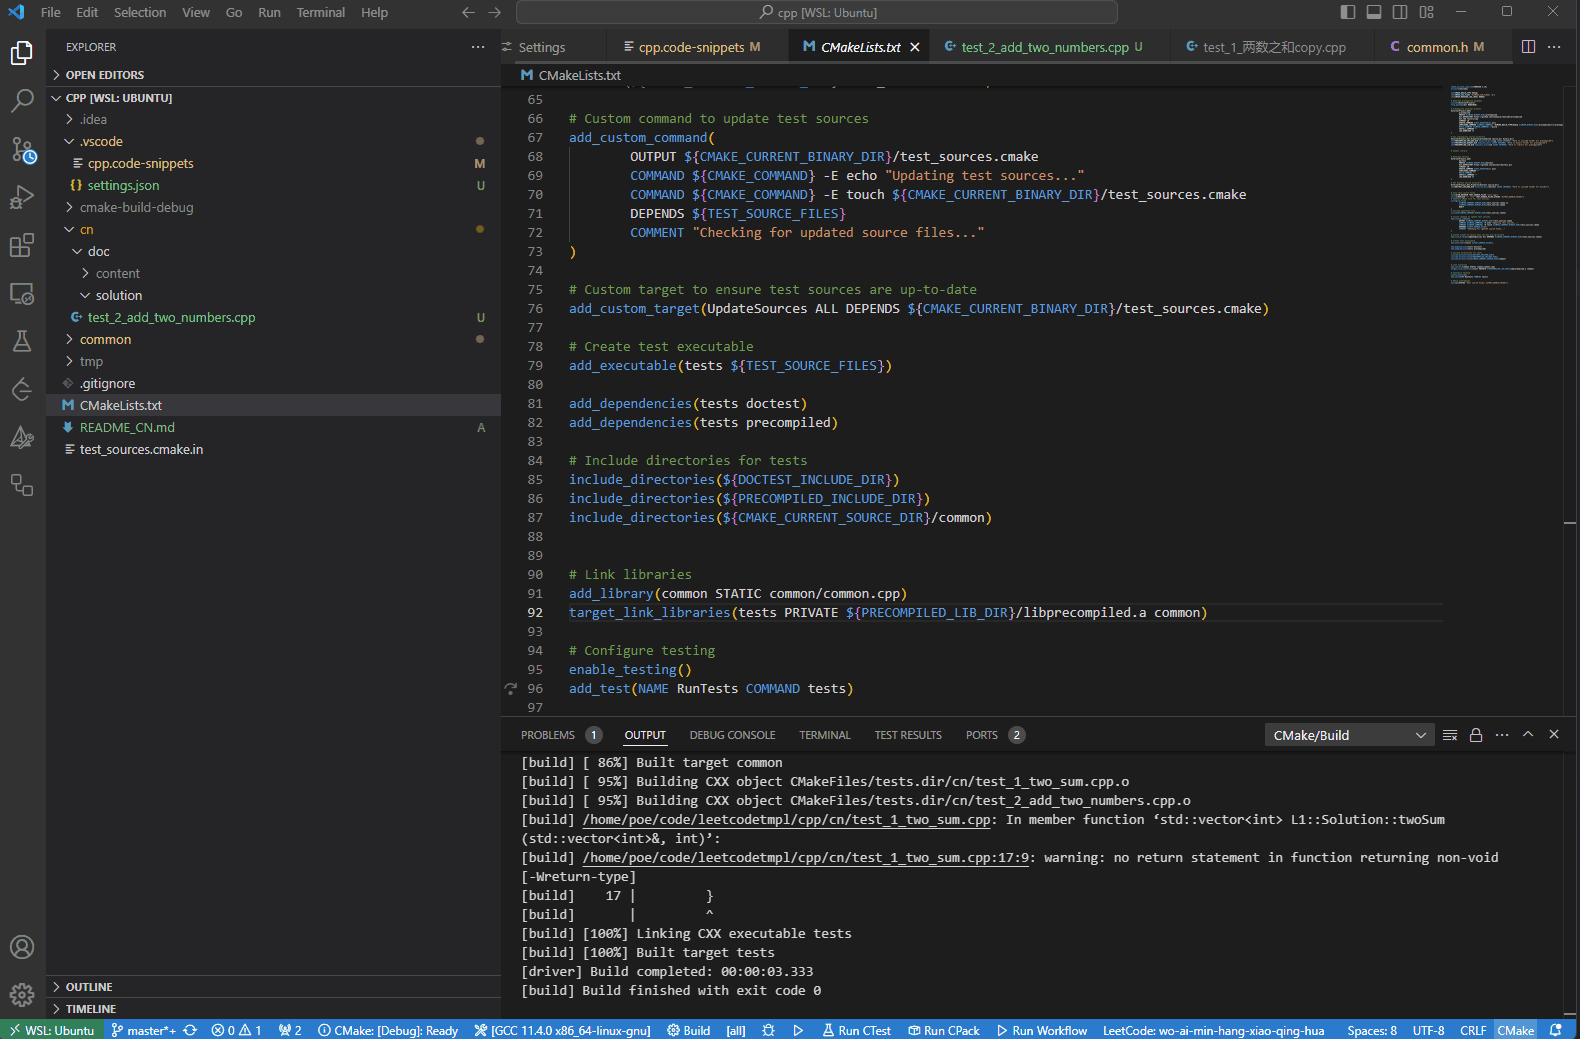 File Edit Selection View Go Run Terminal Help
cpp [WSL: Ubuntu]
EXPLORER
OPEN EDITORS
CPP [WSL: UBUNTU]
.idea
.vscode
cpp.code-snippets M
settings.json U
cmake-build-debug
cn
doc
content
solution
test_2_add_two_numbers.cpp U
common
tmp
.gitignore
CMakeLists.txt
README_CN.md A
test_sources.cmake.in
OUTLINE
TIMELINE
Settings
cpp.code-snippets M
CMakeLists.txt
test_2_add_two_numbers.cpp U
test_1_两数之和copy.cpp
common.h M
CMakeLists.txt
65
66 # Custom command to update test sources
67 add_custom_command(
68 OUTPUT ${CMAKE_CURRENT_BINARY_DIR}/test_sources.cmake
69 COMMAND ${CMAKE_COMMAND} -E echo "Updating test sources..."
70 COMMAND ${CMAKE_COMMAND} -E touch ${CMAKE_CURRENT_BINARY_DIR}/test_sources.cmake
71 DEPENDS ${TEST_SOURCE_FILES}
72 COMMENT "Checking for updated source files..."
73 )
74
75 # Custom target to ensure test sources are up-to-date
76 add_custom_target(UpdateSources ALL DEPENDS ${CMAKE_CURRENT_BINARY_DIR}/test_sources.cmake)
77
78 # Create test executable
79 add_executable(tests ${TEST_SOURCE_FILES})
80
81 add_dependencies(tests doctest)
82 add_dependencies(tests precompiled)
83
84 # Include directories for tests
85 include_directories(${DOCTEST_INCLUDE_DIR})
86 include_directories(${PRECOMPILED_INCLUDE_DIR})
87 include_directories(${CMAKE_CURRENT_SOURCE_DIR}/common)
88
89
90 # Link libraries
91 add_library(common STATIC common/common.cpp)
92 target_link_libraries(tests PRIVATE ${PRECOMPILED_LIB_DIR}/libprecompiled.a common)
93
94 # Configure testing
95 enable_testing()
96 add_test(NAME RunTests COMMAND tests)
97
PROBLEMS 1 OUTPUT DEBUG CONSOLE TERMINAL TEST RESULTS PORTS 2 CMake/Build
[build] [ 86%] Built target common
[build] [ 95%] Building CXX object CMakeFiles/tests.dir/cn/test_1_two_sum.cpp.o
[build] [ 95%] Building CXX object CMakeFiles/tests.dir/cn/test_2_add_two_numbers.cpp.o
[build] /home/poe/code/leetcodetmpl/cpp/cn/test_1_two_sum.cpp: In member function ‘std::vector<int> L1::Solution::twoSum
(std::vector<int>&, int)’:
[build] /home/poe/code/leetcodetmpl/cpp/cn/test_1_two_sum.cpp:17:9: warning: no return statement in function returning non-void
[-Wreturn-type]
[build] 17 | }
[build] | ^
[build] [100%] Linking CXX executable tests
[build] [100%] Built target tests
[driver] Build completed: 00:00:03.333
[build] Build finished with exit code 0
WSL: Ubuntu master*+ 0 1 2 CMake: [Debug]: Ready [GCC 11.4.0 x86_64-linux-gnu] Build [all] Run CTest Run CPack Run Workflow LeetCode: wo-ai-min-hang-xiao-qing-hua Spaces: 8 UTF-8 CRLF CMake